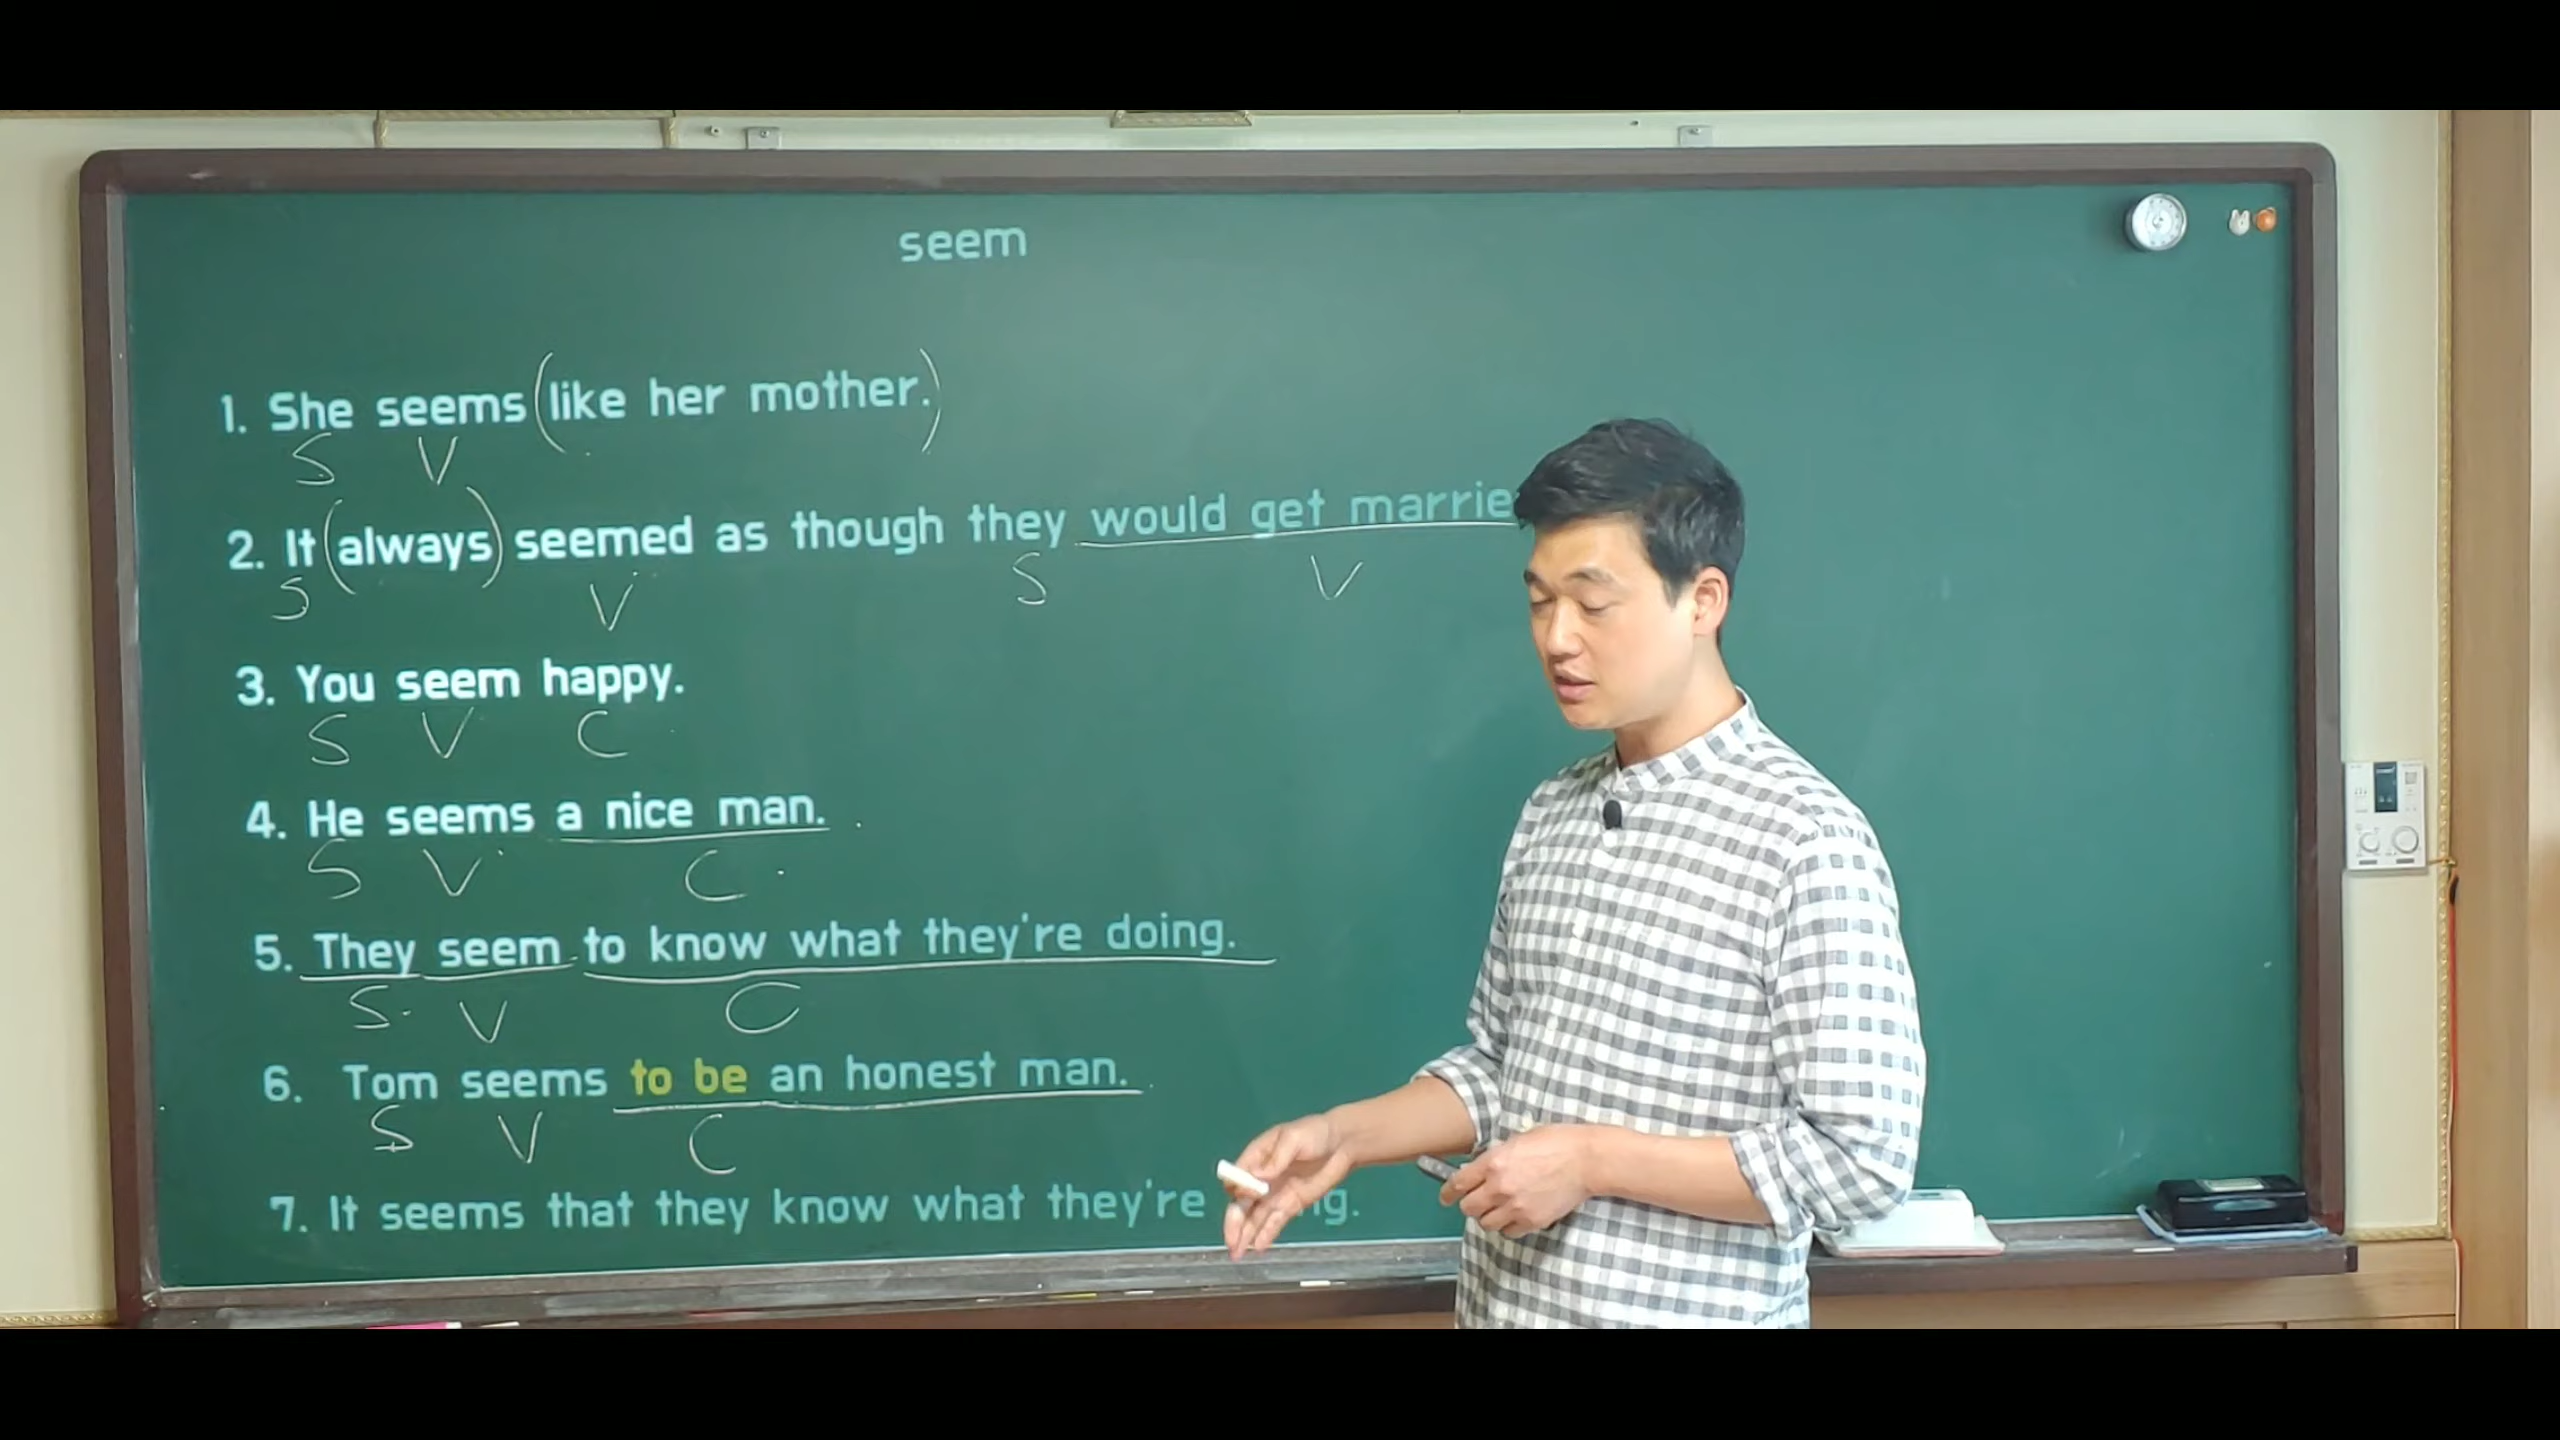 seem
1. She seems (like her mother.)
S V
2. It (always) seemed as though they would get
S V S V
3. You seem happy.
S V C
4. He seems a nice man.
S V C
5. They seem to know what they're doing.
S V C
6. Tom seems to be an honest man.
S V C
7. It seems that they know what they're